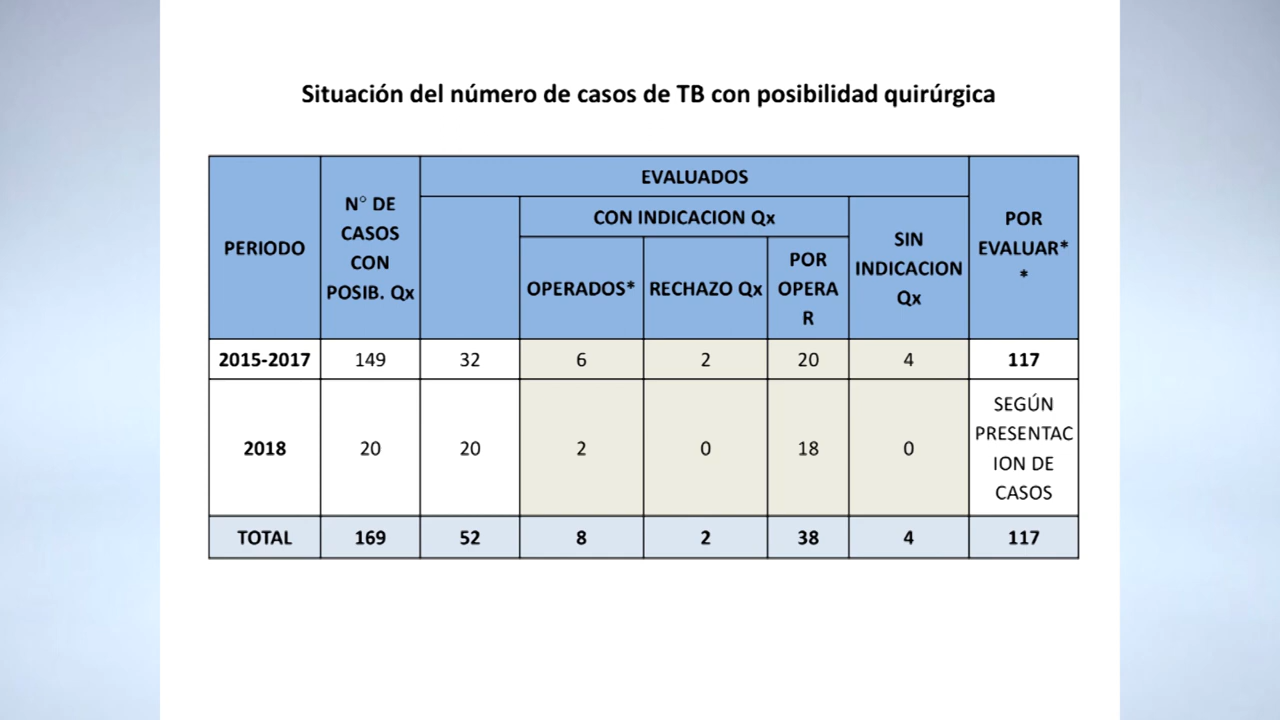 Situación del número de casos de TB con posibilidad quirúrgica
PERIODO
N° DE
CASOS
CON
POSIB. Qx
EVALUADOS
CON INDICACION Qx
OPERADOS*
RECHAZO Qx
POR
OPERA
R
SIN
INDICACION
Qx
POR
EVALUAR*
*
2015-2017 149 32 6 2 20 4 117
2018 20 20 2 0 18 0
SEGÚN
PRESENTAC
ION DE
CASOS
TOTAL 169 52 8 2 38 4 117